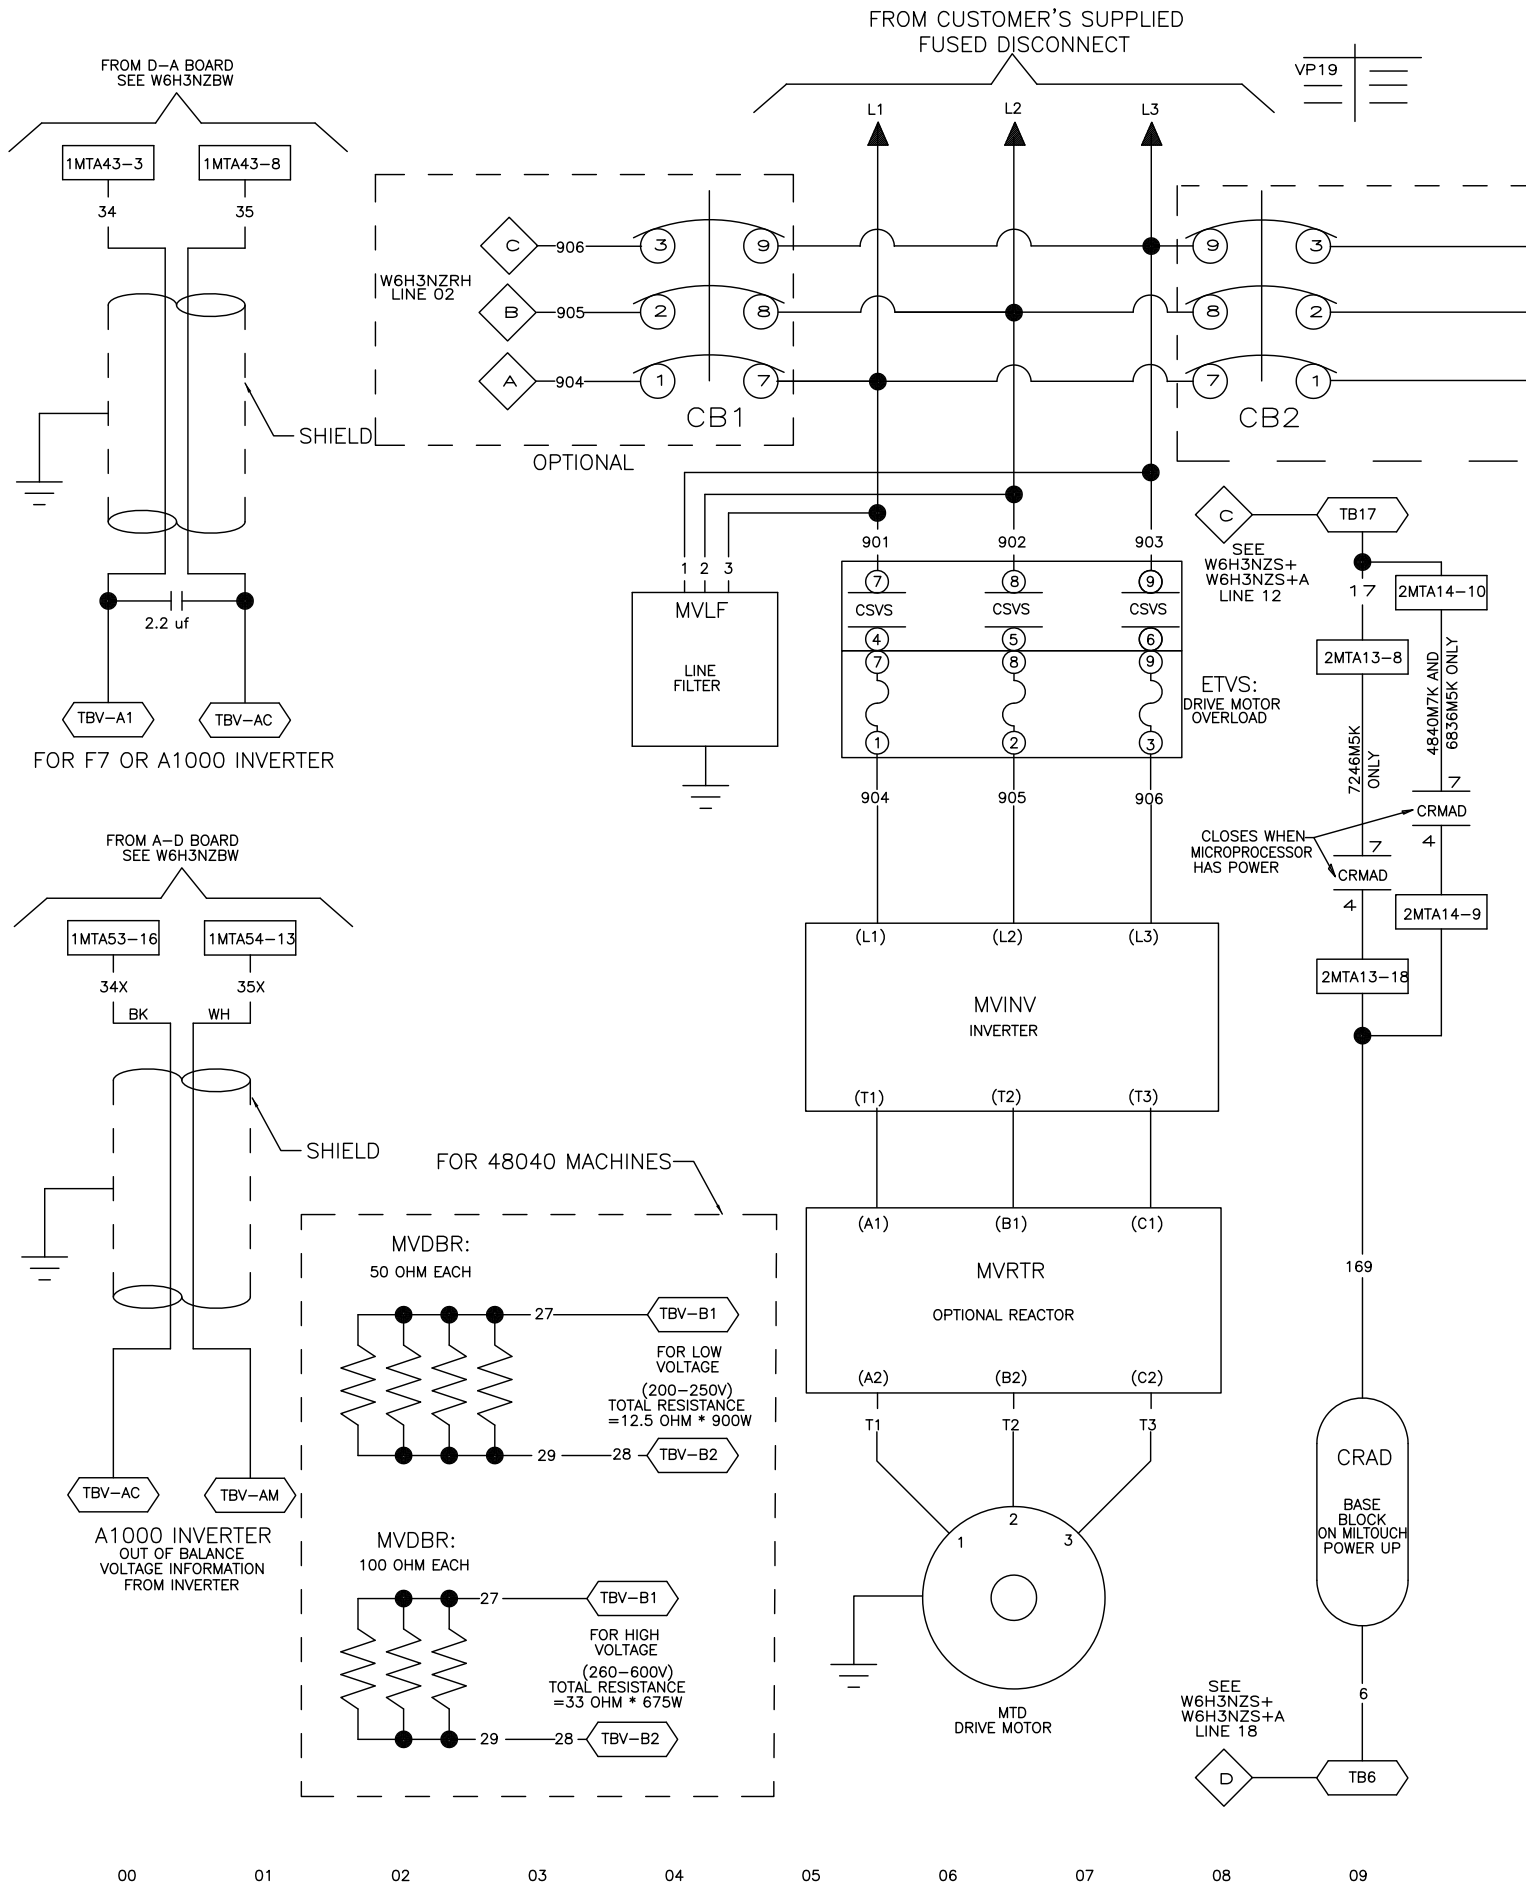 FROM CUSTOMER'S SUPPLIED
FUSED DISCONNECT
FROM D-A BOARD
SEE W6H3NZBW
VP19
L1
L2
L3
1MTA43-3
1MTA43-8
34
35
C
906
3
9
9
3
W6H3NZRH
LINE 02
B
905
2
8
8
2
A
904
1
7
7
1
CB1
CB2
SHIELD
OPTIONAL
C
TB17
901
902
903
SEE
W6H3NZS+
W6H3NZS+A
LINE 12
1
2
3
7
8
9
17
2MTA14-10
MVLF
CSVS
CSVS
CSVS
2.2 uf
4
5
6
2MTA13-8
7
8
9
LINE
FILTER
ETVS:
DRIVE MOTOR
OVERLOAD
4840M7K AND
6836M5K ONLY
TBV-A1
TBV-AC
1
2
3
7246M5K
ONLY
FOR F7 OR A1000 INVERTER
904
905
906
7
CRMAD
4
CLOSES WHEN
MICROPROCESSOR
HAS POWER
7
CRMAD
4
FROM A-D BOARD
SEE W6H3NZBW
1MTA53-16
1MTA54-13
(L1)
(L2)
(L3)
2MTA14-9
2MTA13-18
34X
35X
BK
WH
MVINV
INVERTER
(T1)
(T2)
(T3)
SHIELD
FOR 48040 MACHINES
(A1)
(B1)
(C1)
MVDBR:
50 OHM EACH
MVRTR
OPTIONAL REACTOR
169
27
TBV-B1
FOR LOW
VOLTAGE
(200-250V)
TOTAL RESISTANCE
=12.5 OHM * 900W
(A2)
(B2)
(C2)
29
28
TBV-B2
T1
T2
T3
CRAD
BASE
BLOCK
ON MILTOUCH
POWER UP
TBV-AC
TBV-AM
A1000 INVERTER
OUT OF BALANCE
VOLTAGE INFORMATION
FROM INVERTER
1
2
3
MVDBR:
100 OHM EACH
27
TBV-B1
FOR HIGH
VOLTAGE
(260-600V)
TOTAL RESISTANCE
=33 OHM * 675W
29
28
TBV-B2
MTD
DRIVE MOTOR
6
SEE
W6H3NZS+
W6H3NZS+A
LINE 18
D
TB6
00
01
02
03
04
05
06
07
08
09